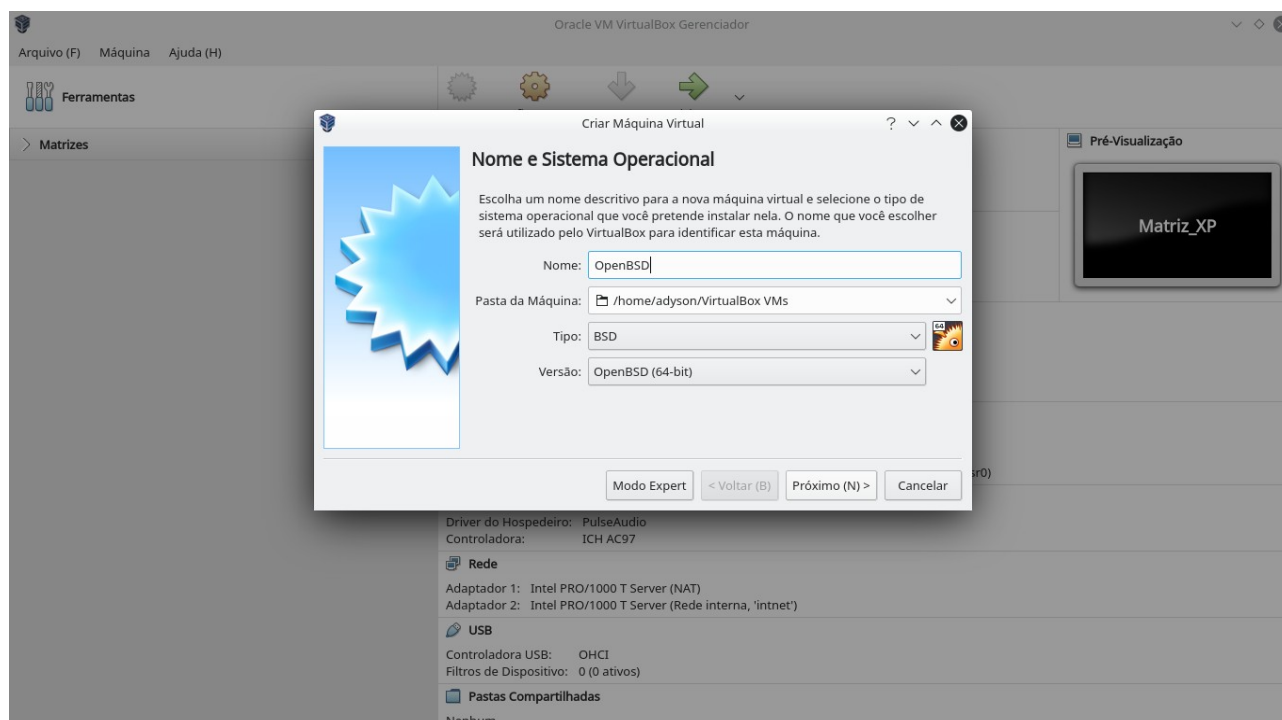 Oracle VM VirtualBox Gerenciador
Arquivo (F) Máquina Ajuda (H)
Ferramentas
Matrizes
Pré-Visualização
Matriz_XP
Criar Máquina Virtual
Nome e Sistema Operacional
Escolha um nome descritivo para a nova máquina virtual e selecione o tipo de
sistema operacional que você pretende instalar nela. O nome que você escolher
será utilizado pelo VirtualBox para identificar esta máquina.
Nome: OpenBSD
Pasta da Máquina: /home/adyson/VirtualBox VMs
Tipo: BSD
64
Versão: OpenBSD (64-bit)
Modo Expert < Voltar (B) Próximo (N) > Cancelar
sr0)
Driver do Hospedeiro: PulseAudio
Controladora: ICH AC97
Rede
Adaptador 1: Intel PRO/1000 T Server (NAT)
Adaptador 2: Intel PRO/1000 T Server (Rede interna, 'intnet')
USB
Controladora USB: OHCI
Filtros de Dispositivo: 0 (0 ativos)
Pastas Compartilhadas